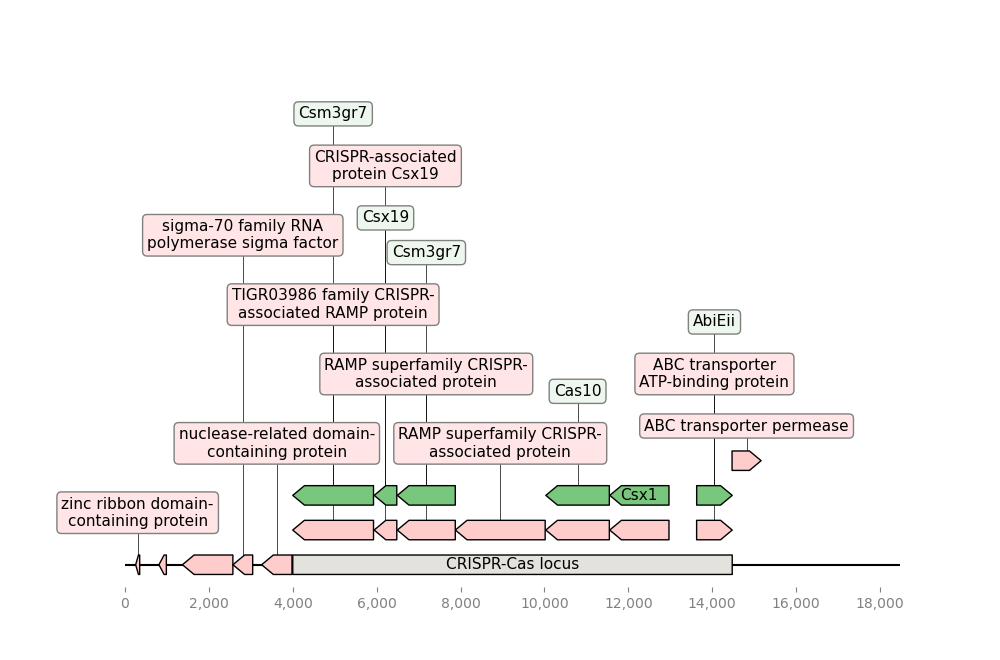 Csm3gr7
CRISPR-associated
protein Csx19
Csx19
sigma-70 family RNA
polymerase sigma factor
Csm3gr7
TIGR03986 family CRISPR-
associated RAMP protein
AbiEii
RAMP superfamily CRISPR-
associated protein
ABC transporter
ATP-binding protein
Cas10
ABC transporter permease
nuclease-related domain-
containing protein
RAMP superfamily CRISPR-
associated protein
Csx1
zinc ribbon domain-
containing protein
CRISPR-Cas locus
0 2,000 4,000 6,000 8,000 10,000 12,000 14,000 16,000 18,000